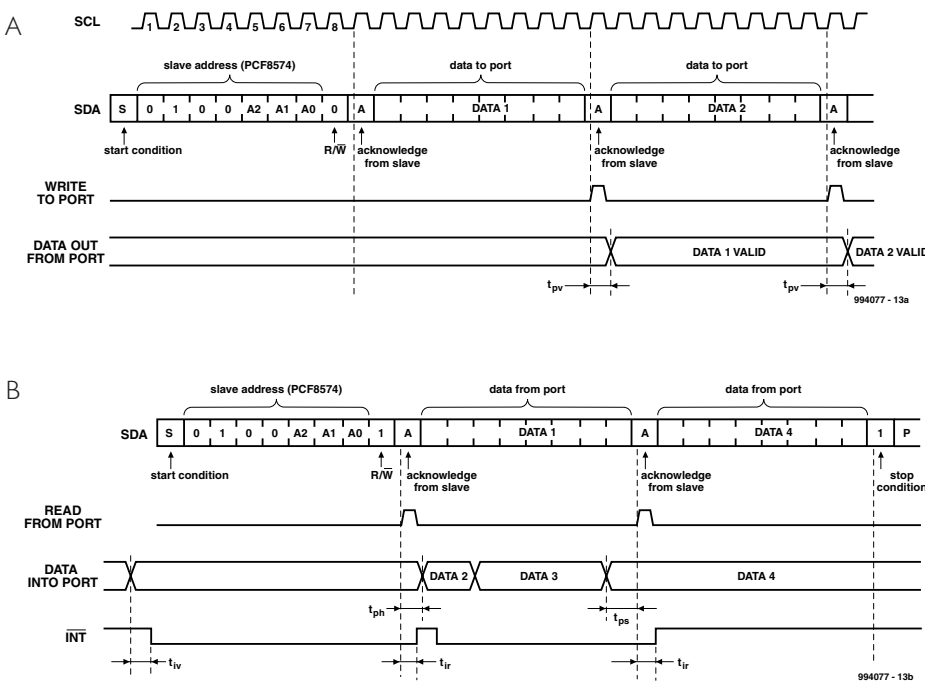 A
SCL
1 2 3 4 5 6 7 8
slave address (PCF8574)
data to port
data to port
SDA
S 0 1 0 0 A2 A1 A0 0 A DATA 1 A DATA 2 A
start condition
R/W
acknowledge
from slave
acknowledge
from slave
acknowledge
from slave
WRITE
TO PORT
DATA OUT
FROM PORT
DATA 1 VALID
DATA 2 VALID
tpv
tpv
994077 - 13a
B
slave address (PCF8574)
data from port
data from port
SDA
S 0 1 0 0 A2 A1 A0 1 A DATA 1 A DATA 4 1 P
start condition
R/W
acknowledge
from slave
acknowledge
from slave
stop
condition
READ
FROM PORT
DATA
INTO PORT
DATA 2
DATA 3
DATA 4
tph
tps
INT
tiv
tir
tir
994077 - 13b